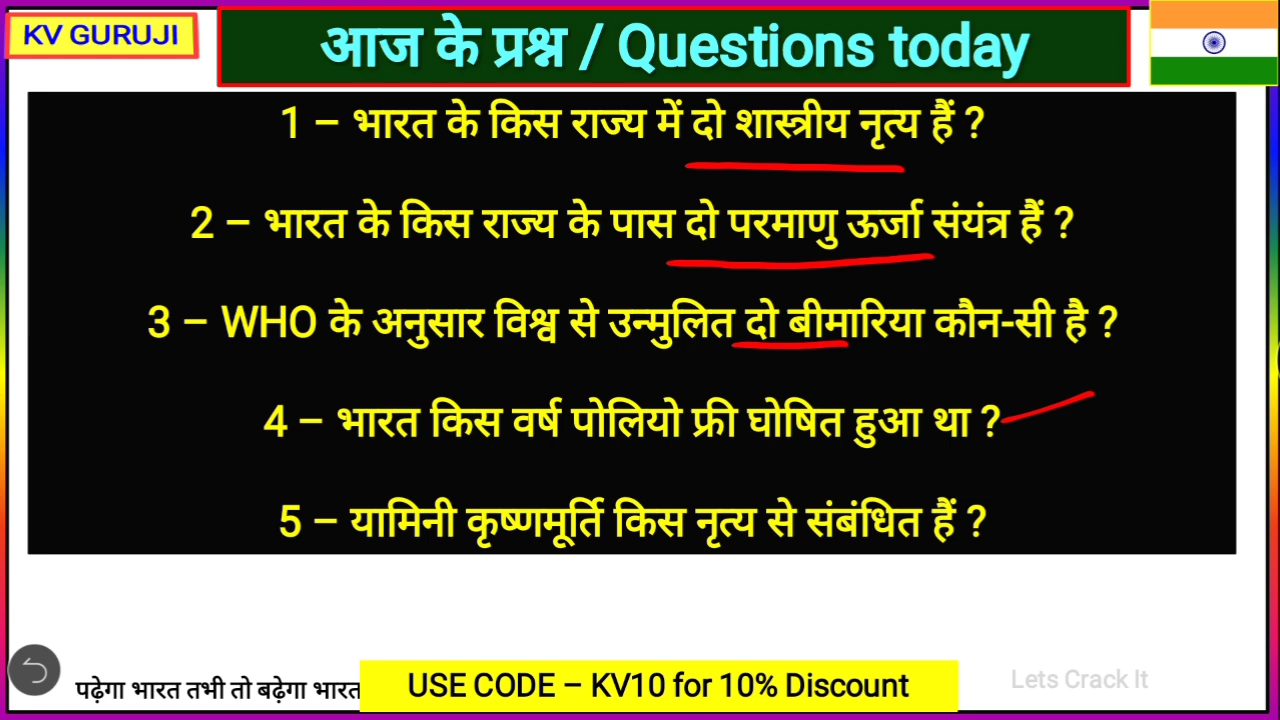 KV GURUJI
आज के प्रश्न / Questions today
1 – भारत के किस राज्य में दो शास्त्रीय नृत्य हैं ?
2 – भारत के किस राज्य के पास दो परमाणु ऊर्जा संयंत्र हैं ?
3 – WHO के अनुसार विश्व से उन्मुलित दो बीमारिया कौन-सी है ?
4 – भारत किस वर्ष पोलियो फ्री घोषित हुआ था ?
5 – यामिनी कृष्णमूर्ति किस नृत्य से संबंधित हैं ?
पढ़ेगा भारत तभी तो बढ़ेगा भारत
USE CODE – KV10 for 10% Discount
Lets Crack It